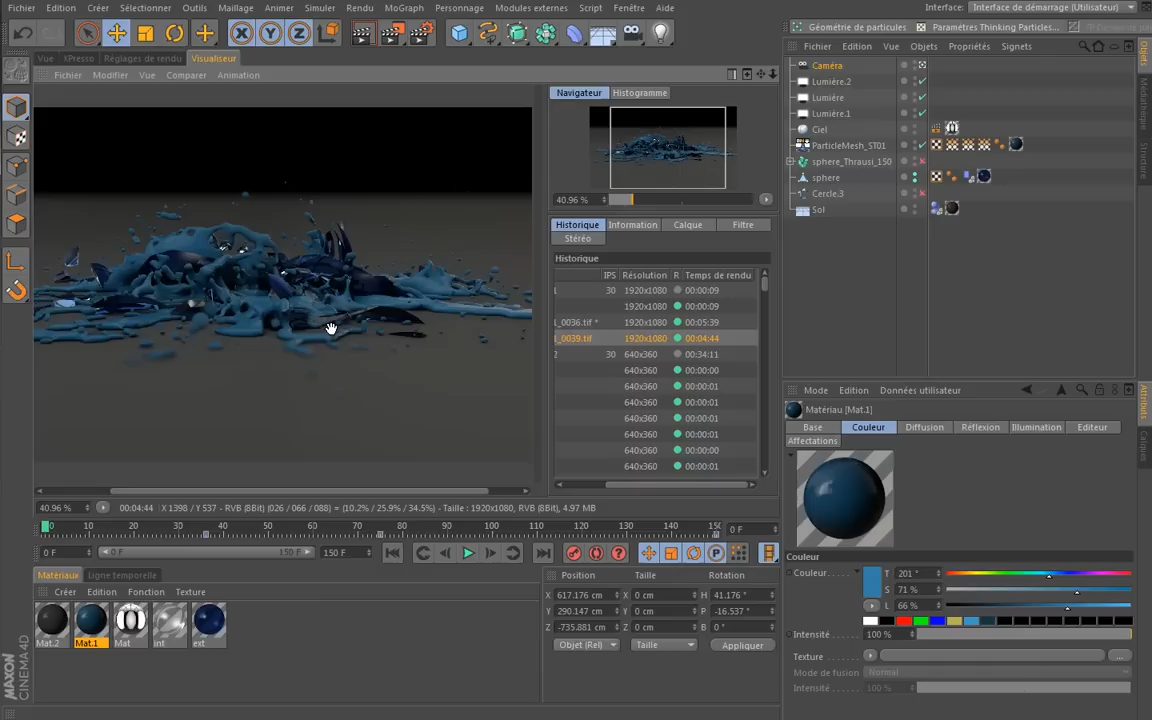 Fichier Edition Créer Sélectionner Outils Maillage Animer Simuler Rendu MoGraph Personnage Modules externes Script Fenêtre Aide Interface: Interface de démarrage (Utilisateur)
Géométrie de particules Paramètres Thinking Particles...
Vue XPresso Réglages de rendu Visualiseur
Fichier Modifier Vue Comparer Animation
Fichier Edition Vue Objets Propriétés Signets
Caméra
Lumière.2
Lumière
Lumière.1
Ciel
ParticleMesh_ST01
sphere_Thrausi_150
sphere
Cercle.3
Sol
Objets
Médiathèque
Structure
Navigateur Histogramme
40.96 %
Historique Information Calque Filtre
Stéréo
Historique
IPS Résolution R Temps de rendu
1 30 1920x1080 00:00:09
1920x1080 00:00:09
1_0036.tif * 1920x1080 00:05:39
1_0039.tif 1920x1080 00:04:44
2 30 640x360 00:34:11
640x360 00:00:00
640x360 00:00:01
640x360 00:00:01
640x360 00:00:01
640x360 00:00:01
640x360 00:00:00
640x360 00:00:01
40.96 % 00:04:44 X 1398 / Y 537 - RVB (8Bit) (026 / 066 / 088) = (10.2% / 25.9% / 34.5%) - Taille : 1920x1080, RVB (8Bit), 4.97 MB
0 10 20 30 40 50 60 70 80 90 100 110 120 130 140 150 0 F
0 F 0 F 150 F 150 F
Matériaux Ligne temporelle
Créer Edition Fonction Texture
Mat.2 Mat.1 Mat int ext
Position Taille Rotation
X 617.176 cm X 0 cm H 41.176 °
Y 290.147 cm Y 0 cm P -16.537 °
Z -735.881 cm Z 0 cm B 0 °
Objet (Rel) Taille Appliquer
MAXON
CINEMA 4D
Mode Edition Données utilisateur
Matériau [Mat.1]
Base Couleur Diffusion Réflexion Illumination Editeur
Affectations
Couleur
Couleur T 201 °
S 71 %
L 66 %
Intensité 100 %
Texture ...
Mode de fusion Normal
Intensité 100 %
Attributs
Calques